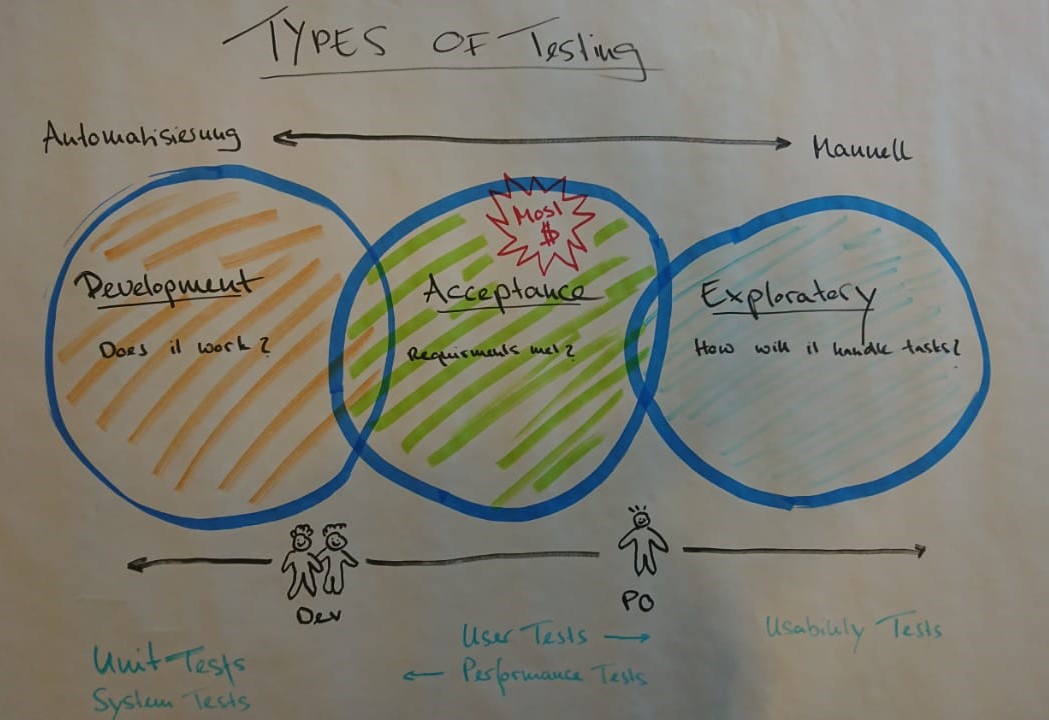 TYPES OF Testing
Automatisierung
Manuell
Most
$
Development
Does it work?
Acceptance
Requirments met?
Exploratory
How will it handle tasks?
Dev
PO
Unit Tests
System Tests
User Tests →
← Performance Tests
Usability Tests